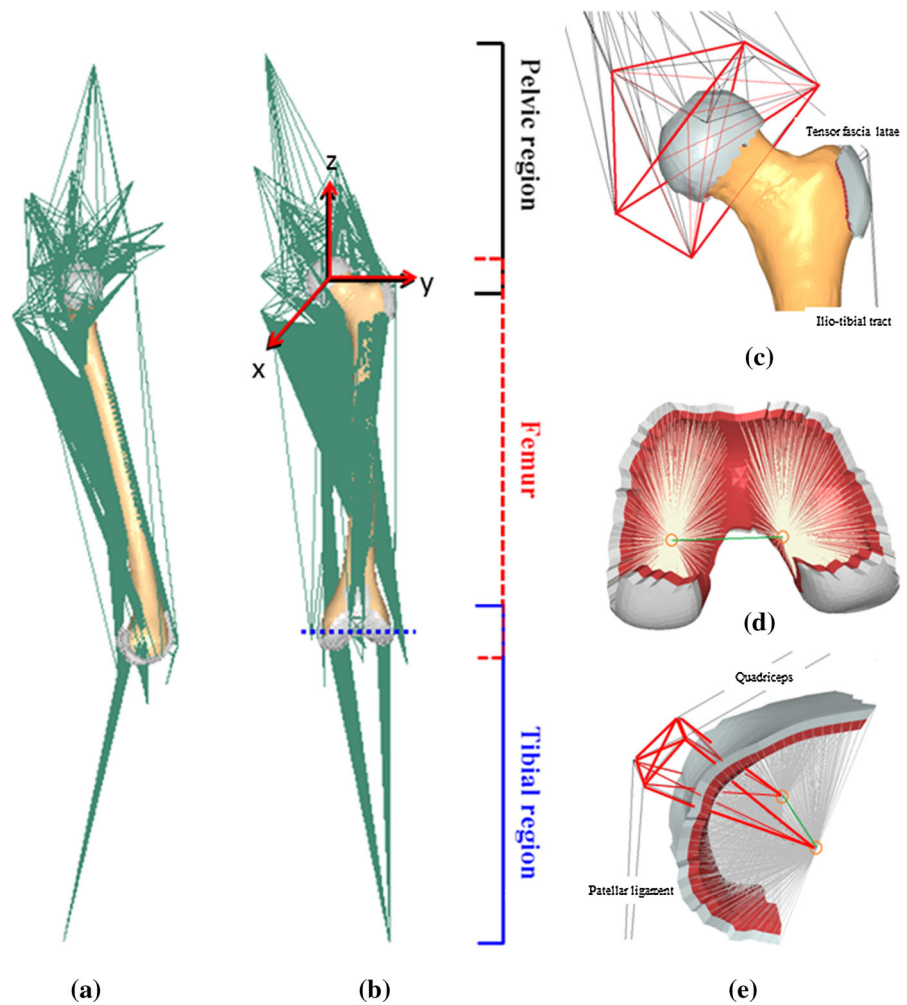 z
y
x
(a)
(b)
Pelvic region
Femur
Tibial region
Tensor fascia latae
Ilio-tibial tract
(c)
(d)
Quadriceps
Patellar ligament
(e)